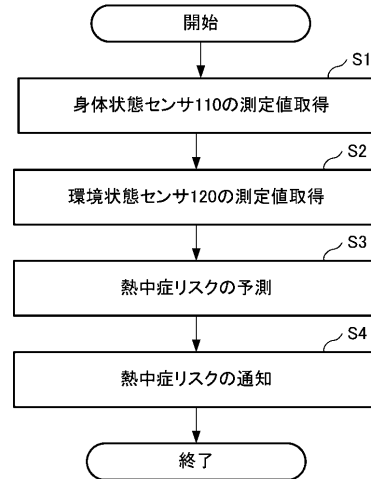 開始
S1
身体状態センサ110の測定値取得
S2
環境状態センサ120の測定値取得
S3
熱中症リスクの予測
S4
熱中症リスクの通知
終了